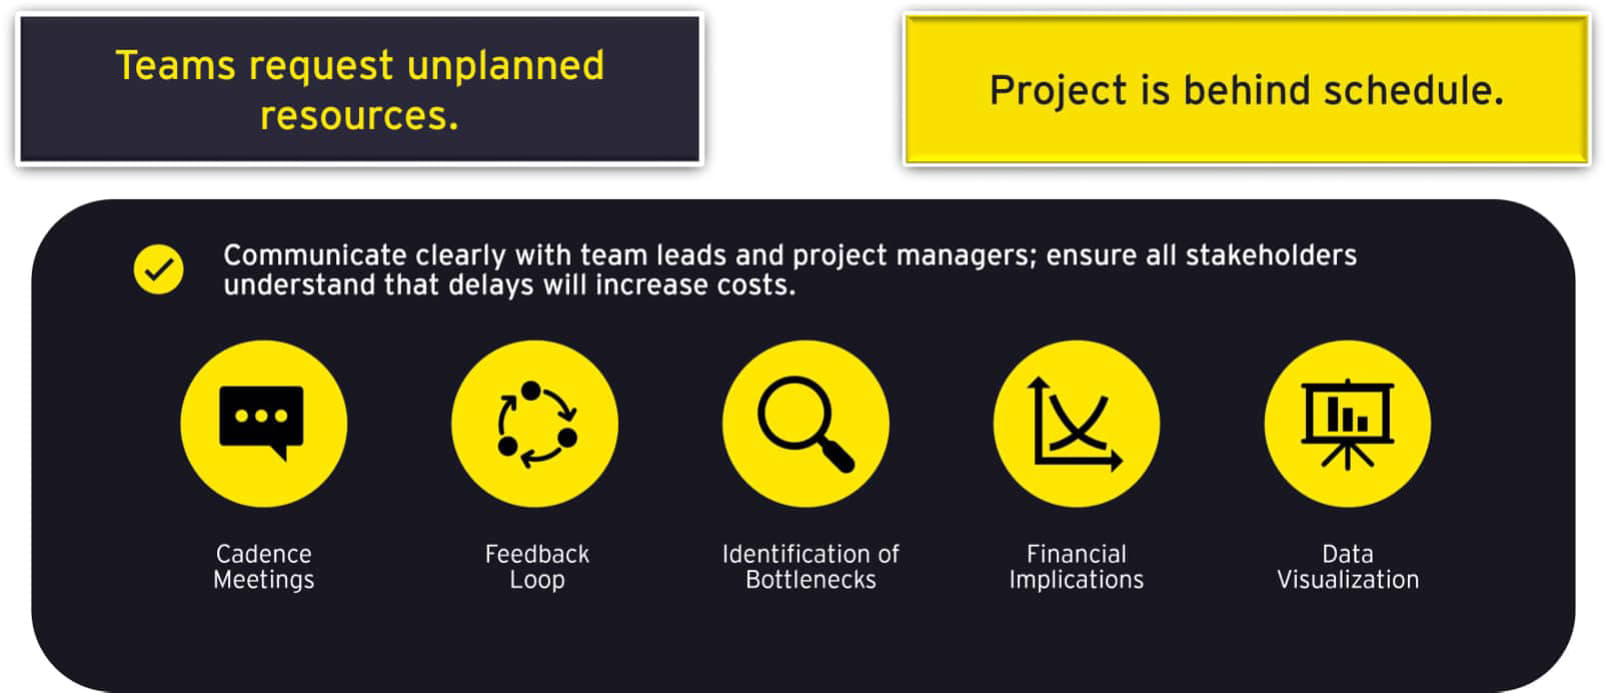 Teams request unplanned
resources.
Project is behind schedule.
Communicate clearly with team leads and project managers; ensure all stakeholders
understand that delays will increase costs.
Cadence
Meetings
Feedback
Loop
Identification of
Bottlenecks
Financial
Implications
Data
Visualization